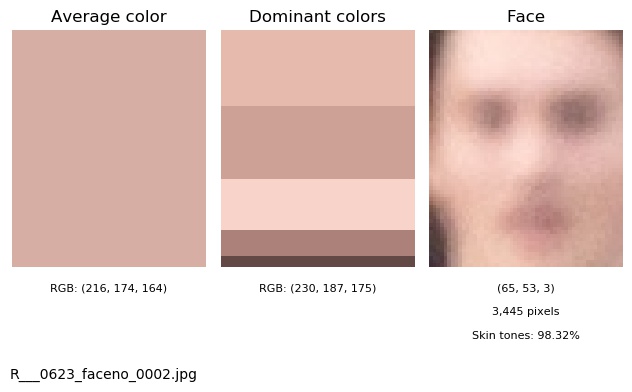 Average color
Dominant colors
Face
RGB: (216, 174, 164)
RGB: (230, 187, 175)
(65, 53, 3)
3,445 pixels
Skin tones: 98.32%
R___0623_faceno_0002.jpg